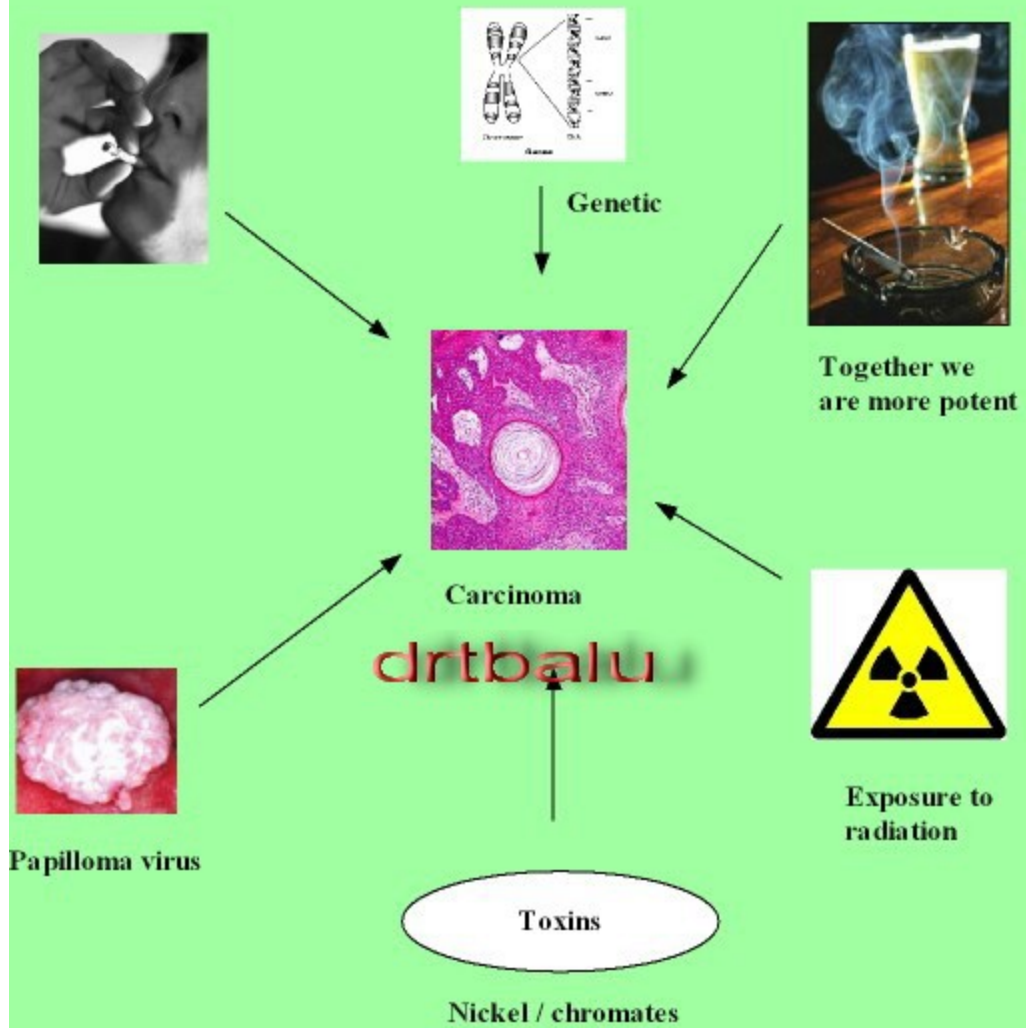 Genetic
Together we
are more potent
Carcinoma
drtbalu
Papilloma virus
Exposure to
radiation
Toxins
Nickel / chromates